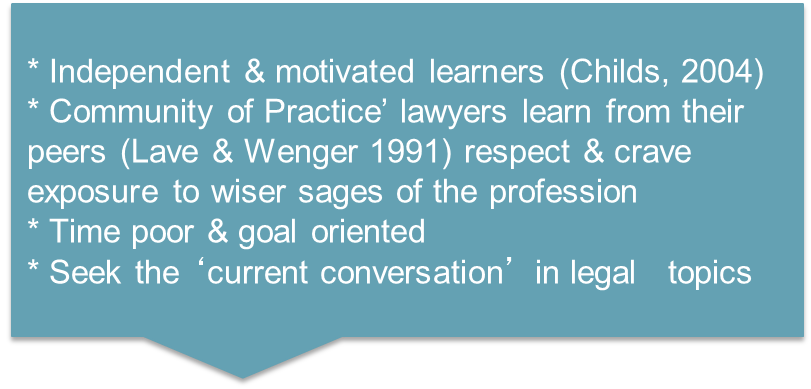 * Independent & motivated learners (Childs, 2004)
* Community of Practice’ lawyers learn from their
peers (Lave & Wenger 1991) respect & crave
exposure to wiser sages of the profession
* Time poor & goal oriented
* Seek the ‘current conversation’ in legal topics